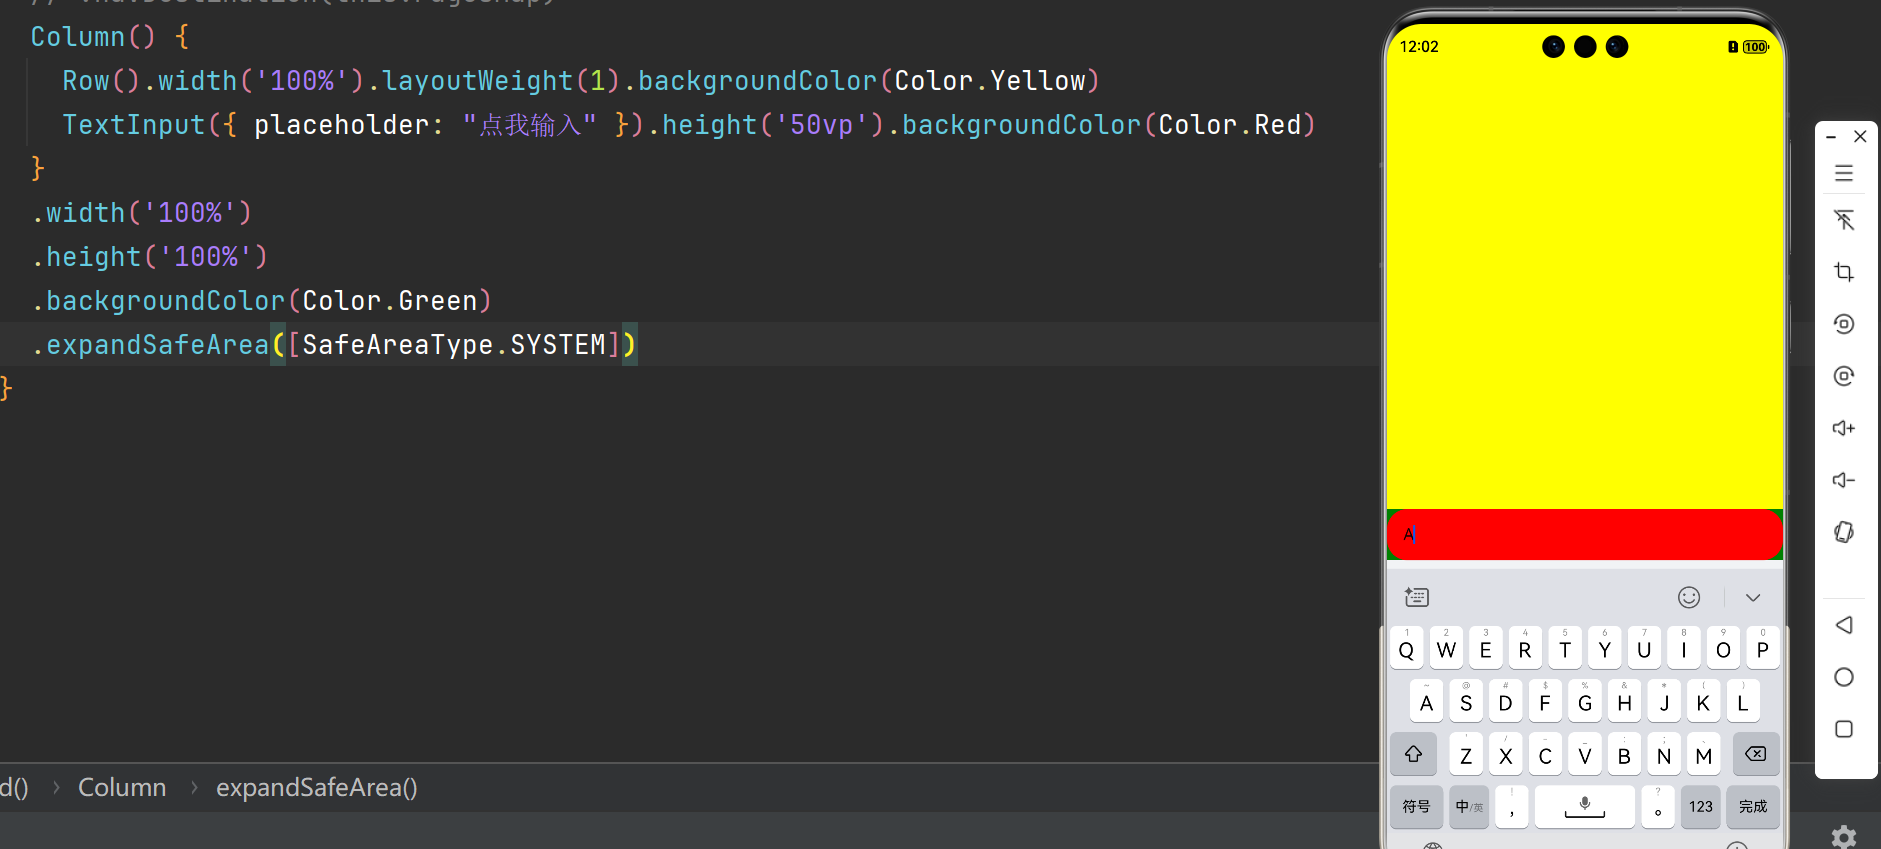 Column() {
Row().width('100%').layoutWeight(1).backgroundColor(Color.Yellow)
TextInput({ placeholder: "点我输入" }).height('50vp').backgroundColor(Color.Red)
}
.width('100%')
.height('100%')
.backgroundColor(Color.Green)
.expandSafeArea([SafeAreaType.SYSTEM])
}
d() › Column › expandSafeArea()
12:02
100
A
1 2 3 4 5 6 7 8 9 0
Q W E R T Y U I O P
~ @ # $ % & * ( )
A S D F G H J K L
Z X C V B N M
! ?
符号 中/英 , 。 123 完成